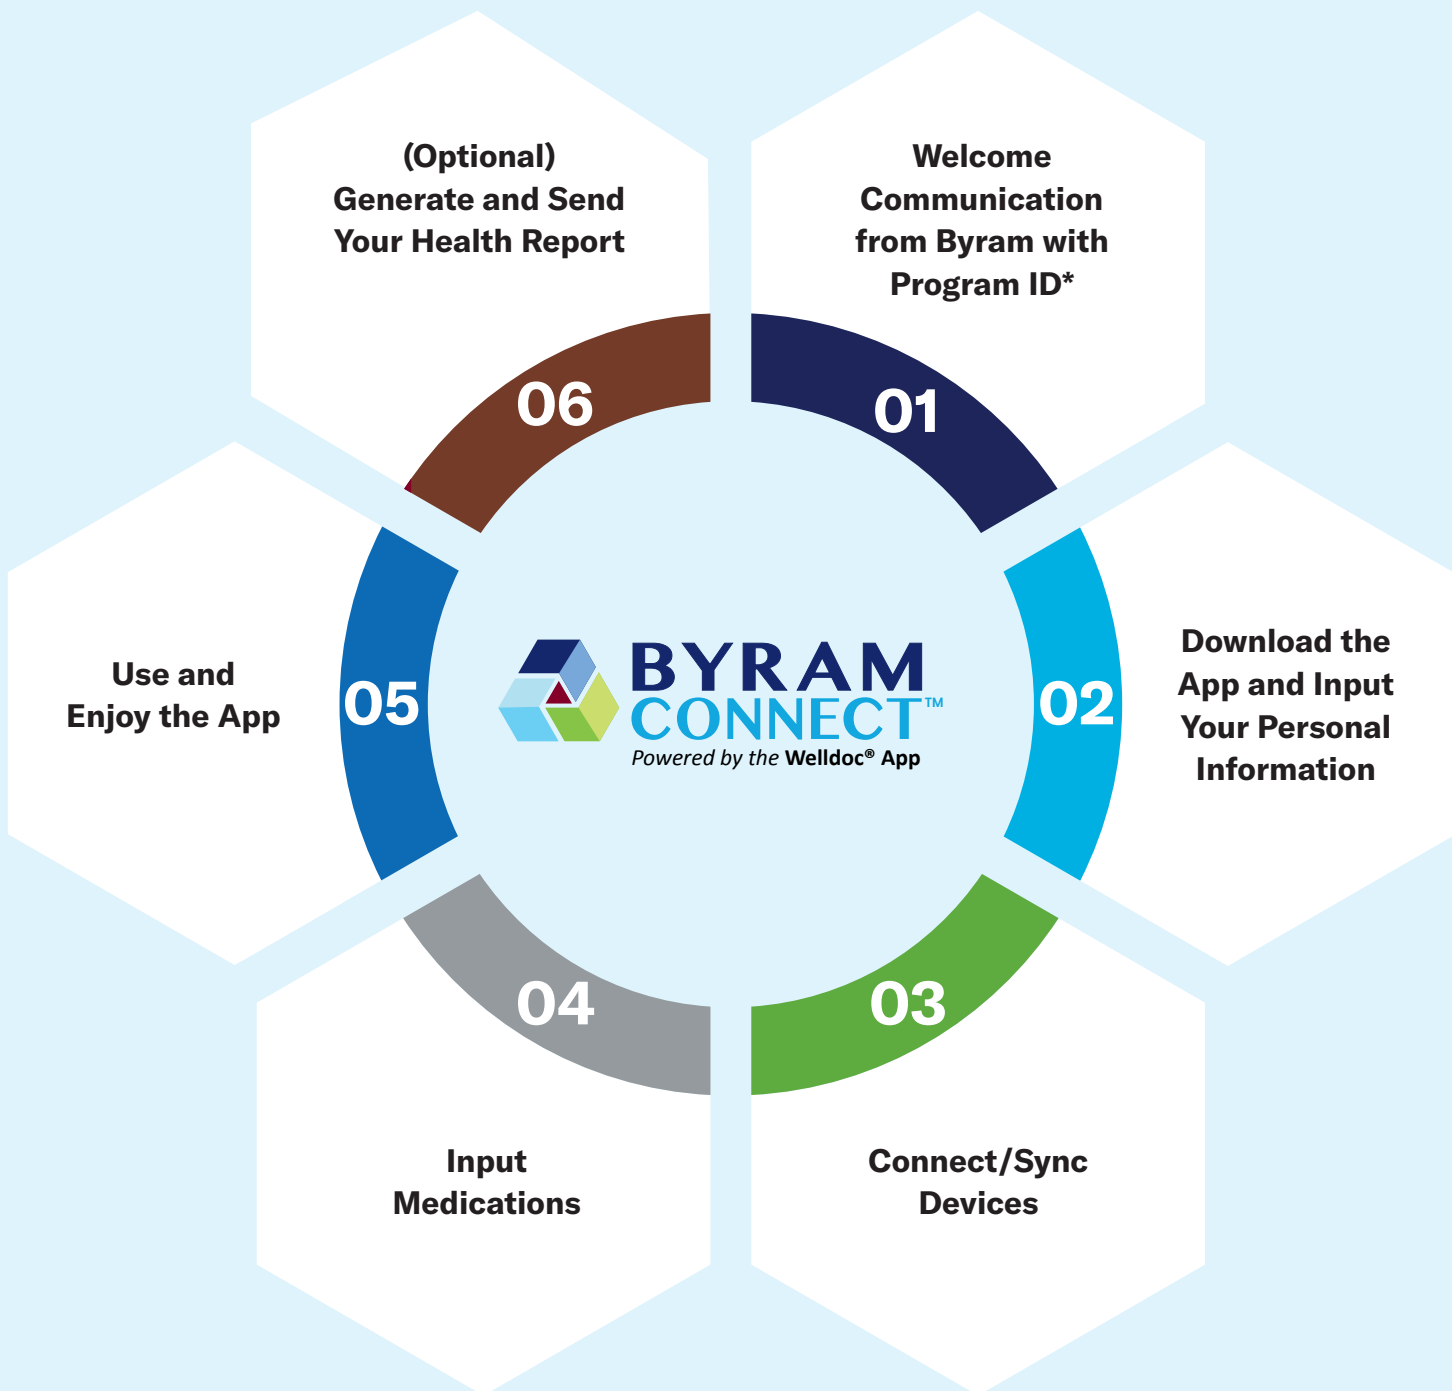 (Optional)
Generate and Send
Your Health Report
06
Welcome
Communication
from Byram with
Program ID*
01
Download the
App and Input
Your Personal
Information
02
Connect/Sync
Devices
03
Input
Medications
04
Use and
Enjoy the App
05
BYRAM
CONNECT™
Powered by the Welldoc® App